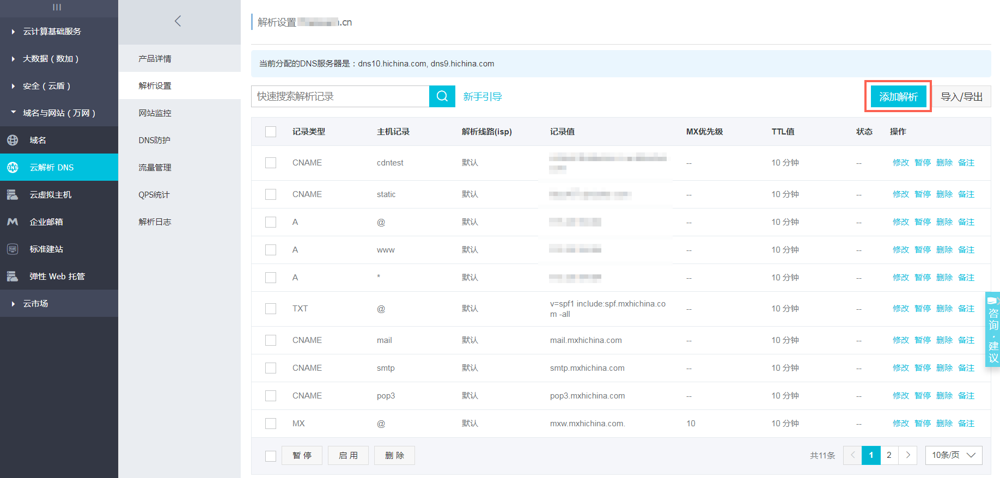 云计算基础服务
大数据 ( 数加 )
安全 ( 云盾 )
域名与网站 ( 万网 )
域名
云解析 DNS
云虚拟主机
企业邮箱
标准建站
弹性 Web 托管
云市场
产品详情
解析设置
网站监控
DNS防护
流量管理
QPS统计
解析日志
解析设置 .cn
当前分配的DNS服务器是：dns10.hichina.com, dns9.hichina.com
快速搜索解析记录 新手引导 添加解析 导入/导出
记录类型 主机记录 解析线路(isp) 记录值 MX优先级 TTL值 状态 操作
CNAME cdntest 默认 -- 10 分钟 -- 修改 暂停 删除 备注
CNAME static 默认 -- 10 分钟 -- 修改 暂停 删除 备注
A @ 默认 -- 10 分钟 -- 修改 暂停 删除 备注
A www 默认 -- 10 分钟 -- 修改 暂停 删除 备注
A * 默认 -- 10 分钟 -- 修改 暂停 删除 备注
TXT @ 默认 v=spf1 include:spf.mxhichina.co
m -all -- 10 分钟 -- 修改 暂停 删除 备注
CNAME mail 默认 mail.mxhichina.com -- 10 分钟 -- 修改 暂停 删除 备注
CNAME smtp 默认 smtp.mxhichina.com -- 10 分钟 -- 修改 暂停 删除 备注
CNAME pop3 默认 pop3.mxhichina.com -- 10 分钟 -- 修改 暂停 删除 备注
MX @ 默认 mxw.mxhichina.com. 10 10 分钟 -- 修改 暂停 删除 备注
暂停 启用 删除 共11条 1 2 10条/页
咨询·建议